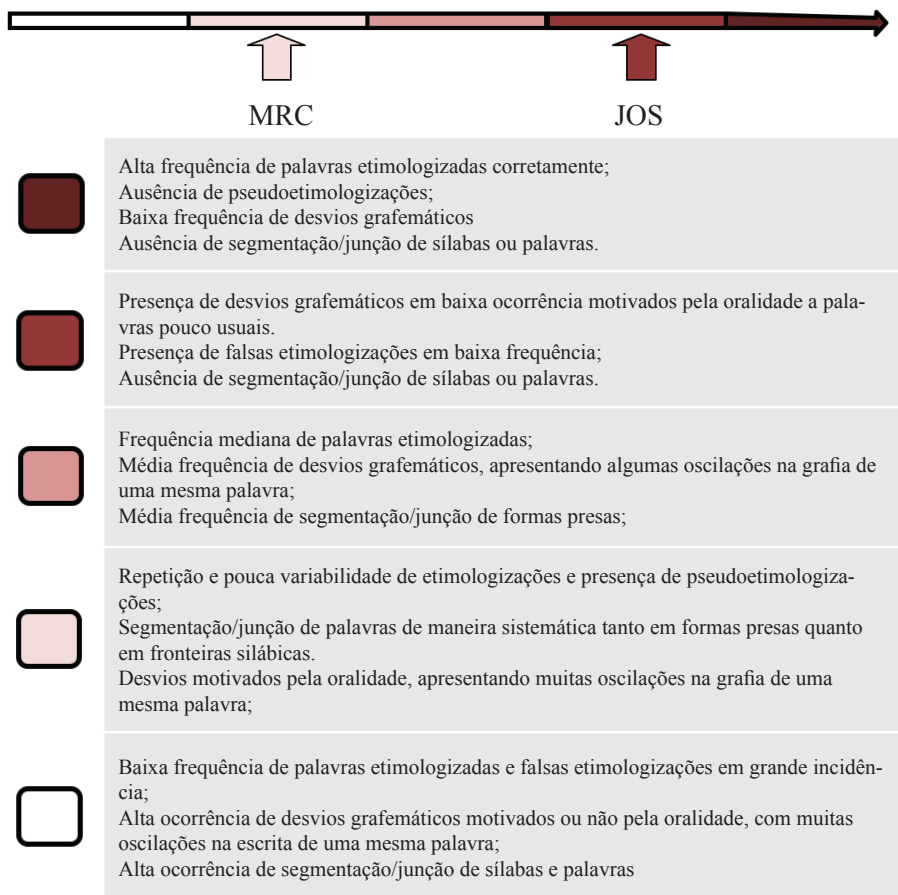 MRC
JOS
Alta frequência de palavras etimologizadas corretamente;
Ausência de pseudoetimologizações;
Baixa frequência de desvios grafemáticos
Ausência de segmentação/junção de sílabas ou palavras.
Presença de desvios grafemáticos em baixa ocorrência motivados pela oralidade a pala-
vras pouco usuais.
Presença de falsas etimologizações em baixa frequência;
Ausência de segmentação/junção de sílabas ou palavras.
Frequência mediana de palavras etimologizadas;
Média frequência de desvios grafemáticos, apresentando algumas oscilações na grafia de
uma mesma palavra;
Média frequência de segmentação/junção de formas presas;
Repetição e pouca variabilidade de etimologizações e presença de pseudoetimologiza-
ções;
Segmentação/junção de palavras de maneira sistemática tanto em formas presas quanto
em fronteiras silábicas.
Desvios motivados pela oralidade, apresentando muitas oscilações na grafia de uma
mesma palavra;
Baixa frequência de palavras etimologizadas e falsas etimologizações em grande incidên-
cia;
Alta ocorrência de desvios grafemáticos motivados ou não pela oralidade, com muitas
oscilações na escrita de uma mesma palavra;
Alta ocorrência de segmentação/junção de sílabas e palavras